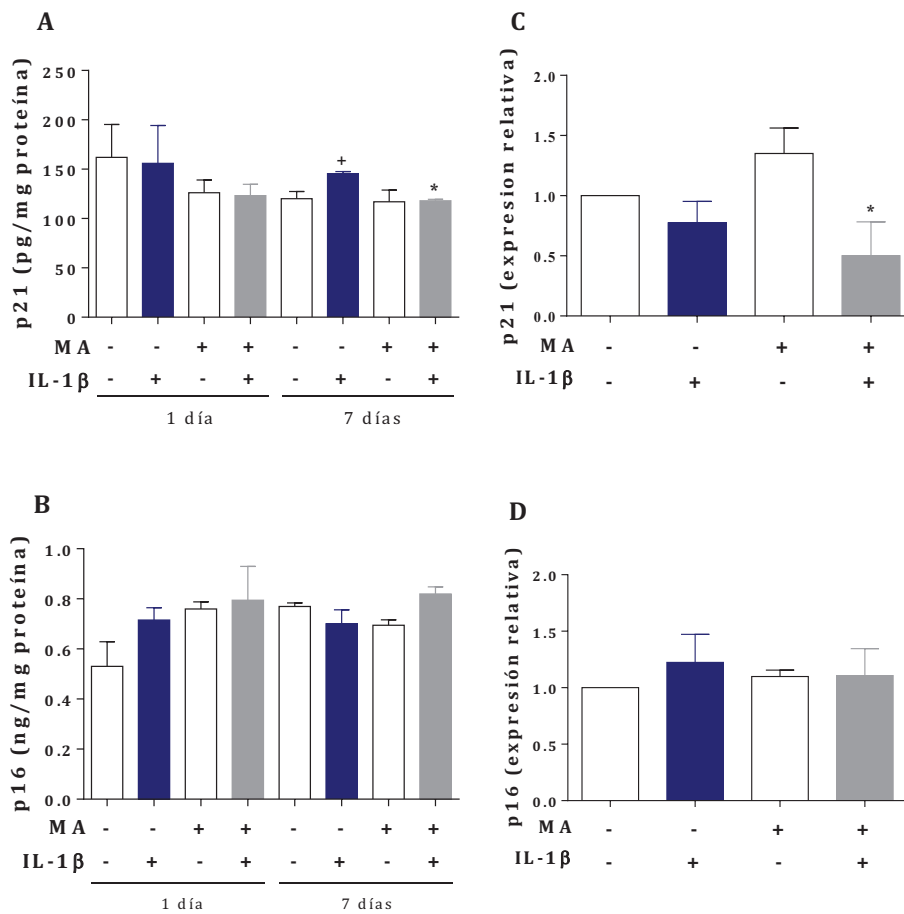 A
p21 (pg/mg proteína)
250
200
150
100
50
0
+
*
MA - - + + - - + +
IL-1β - + - + - + - +
1 día 7 días
C
p21 (expresion relativa)
2.0
1.5
1.0
0.5
0.0
*
MA - - + +
IL-1β - + - +
B
p16 (ng/mg proteína)
1.0
0.8
0.6
0.4
0.2
0.0
MA - - + + - - + +
IL-1β - + - + - + - +
1 día 7 días
D
p16 (expresión relativa)
2.0
1.5
1.0
0.5
0.0
MA - - + +
IL-1β - + - +